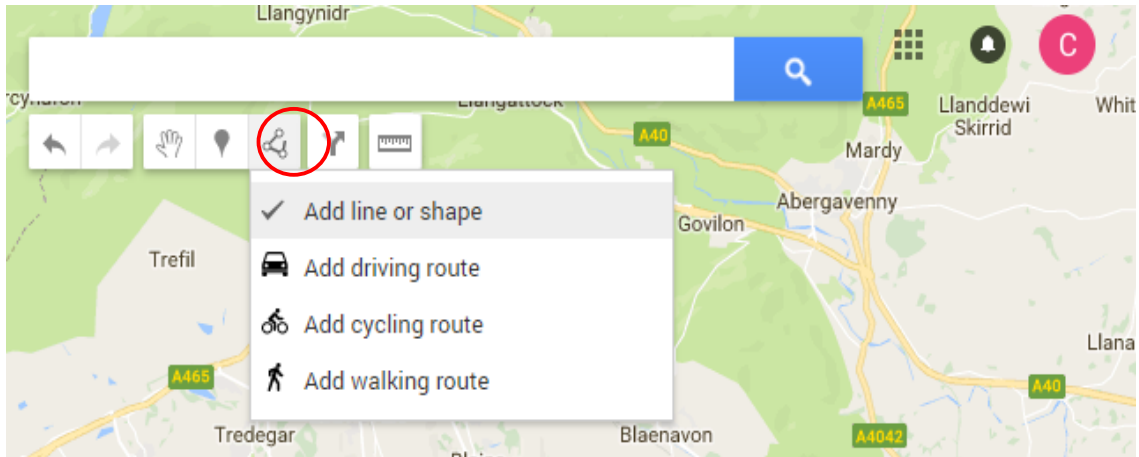 Llangynidr
C
A465
Llanddewi
Skirrid
Whit
Llangattock
A40
Mardy
Add line or shape
Abergavenny
Govilon
Trefil
Add driving route
Add cycling route
Llana
A465
Add walking route
A40
Tredegar
Blaenavon
A4042